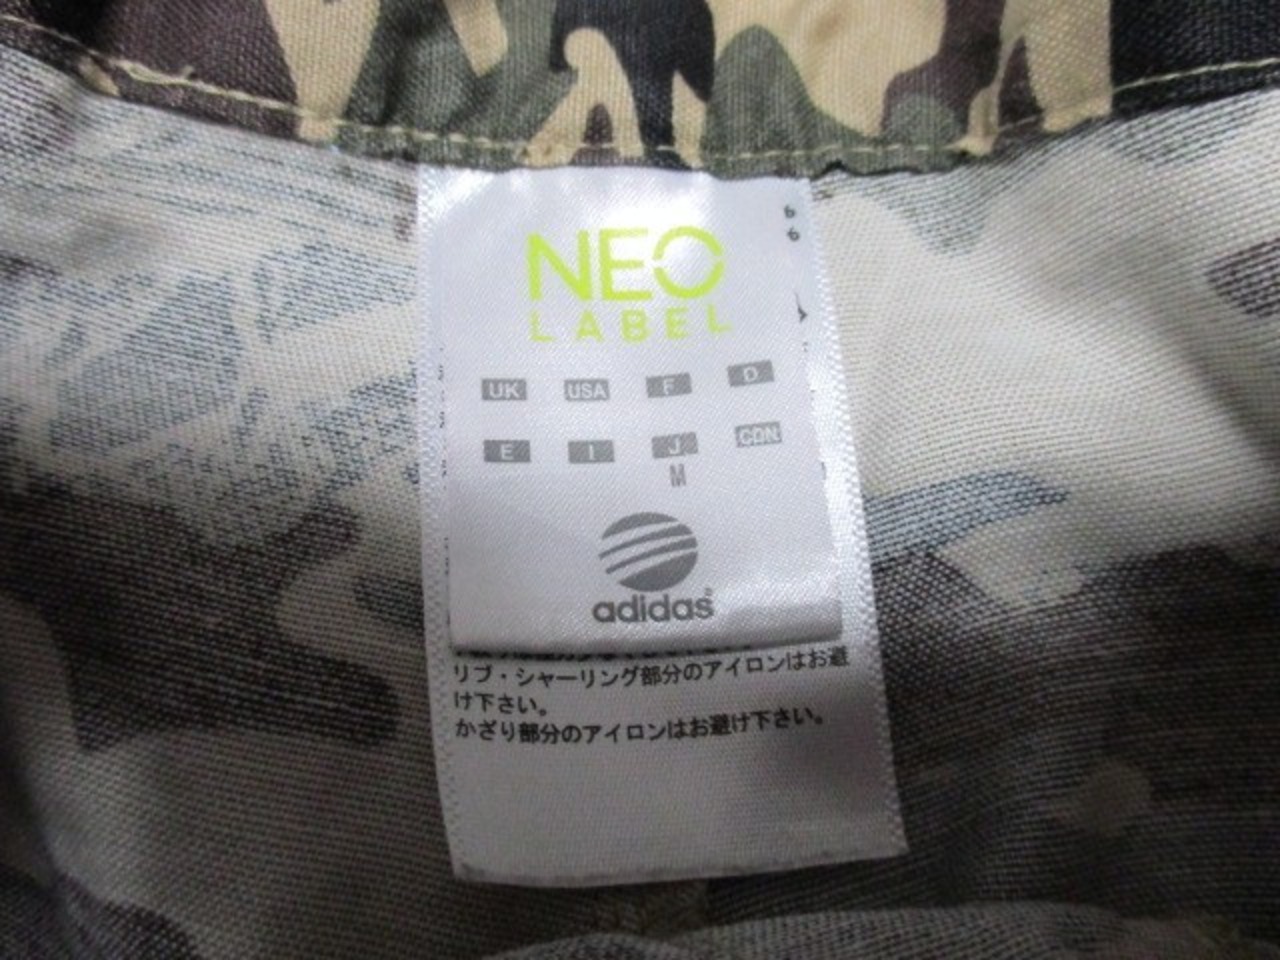 NEO
LABEL
UK USA F D
E I J CDN
M
adidas
リブ・シャーリング部分のアイロンはお避
け下さい。
かざり部分のアイロンはお避け下さい。